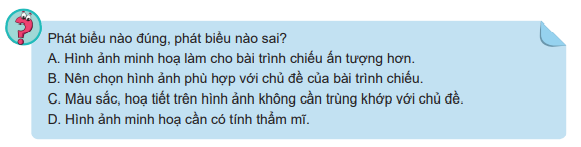 Phát biểu nào đúng, phát biểu nào sai?
A. Hình ảnh minh hoạ làm cho bài trình chiếu ấn tượng hơn.
B. Nên chọn hình ảnh phù hợp với chủ đề của bài trình chiếu.
C. Màu sắc, hoạ tiết trên hình ảnh không cần trùng khớp với chủ đề.
D. Hình ảnh minh hoạ cần có tính thẩm mĩ.